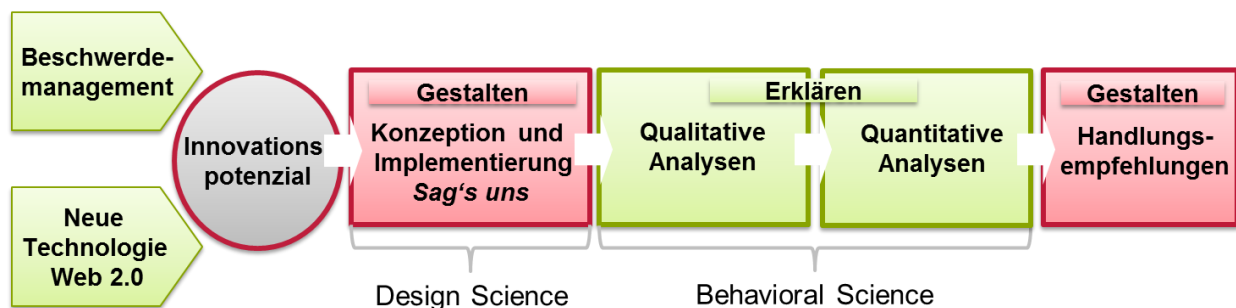 Beschwerde-
management
Neue
Technologie
Web 2.0
Innovations
potenzial
Gestalten
Konzeption und
Implementierung
Sag‘s uns
Erklären
Qualitative
Analysen
Quantitative
Analysen
Gestalten
Handlungs-
empfehlungen
Design Science
Behavioral Science